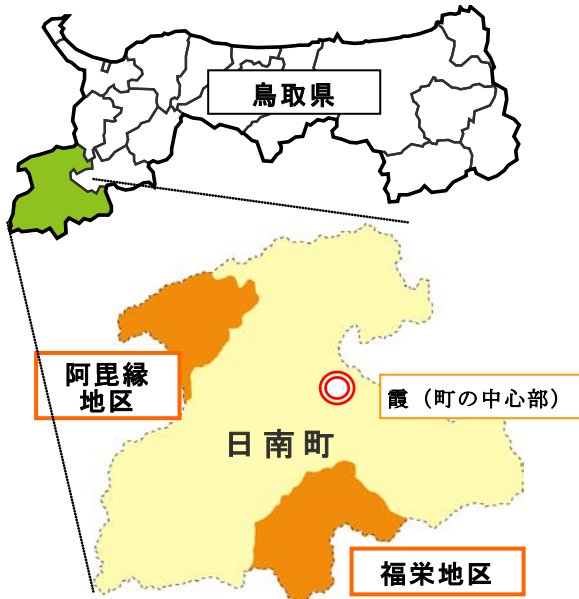 鳥取県
阿毘縁
地区
霞（町の中心部）
日南町
福栄地区